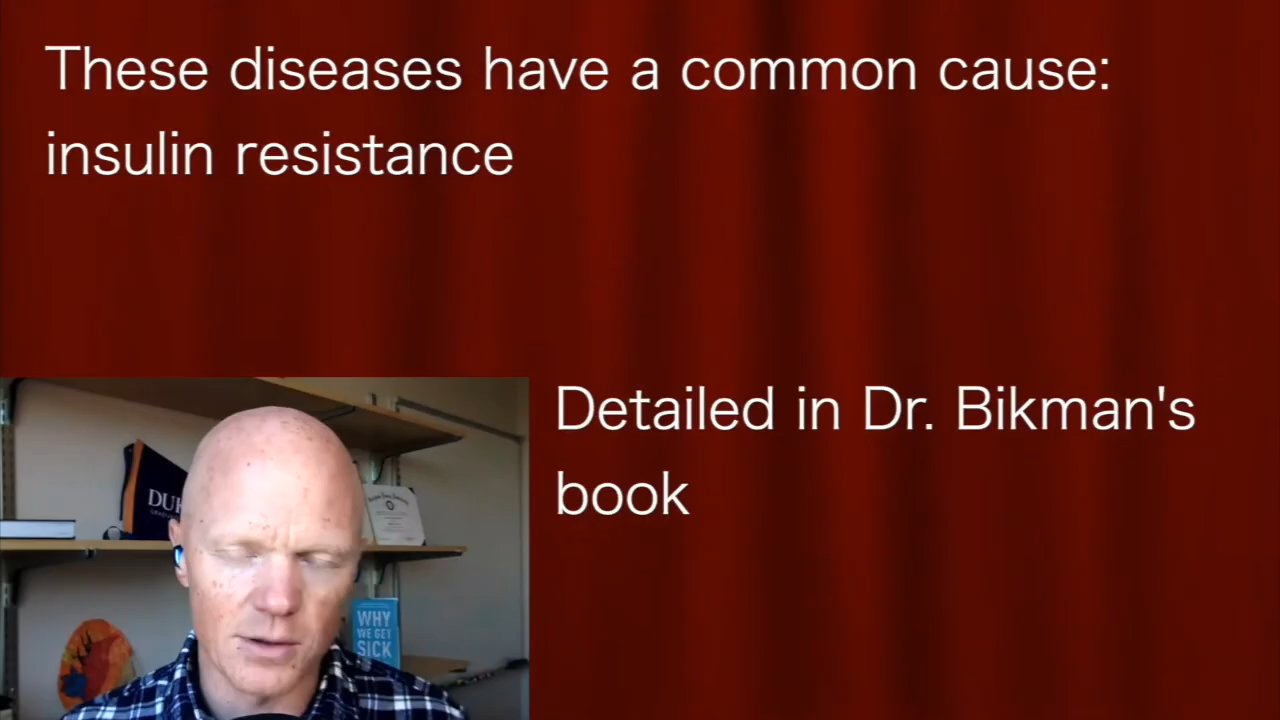 These diseases have a common cause:
insulin resistance
Detailed in Dr. Bikman's
book
WHY
WE GET
SICK